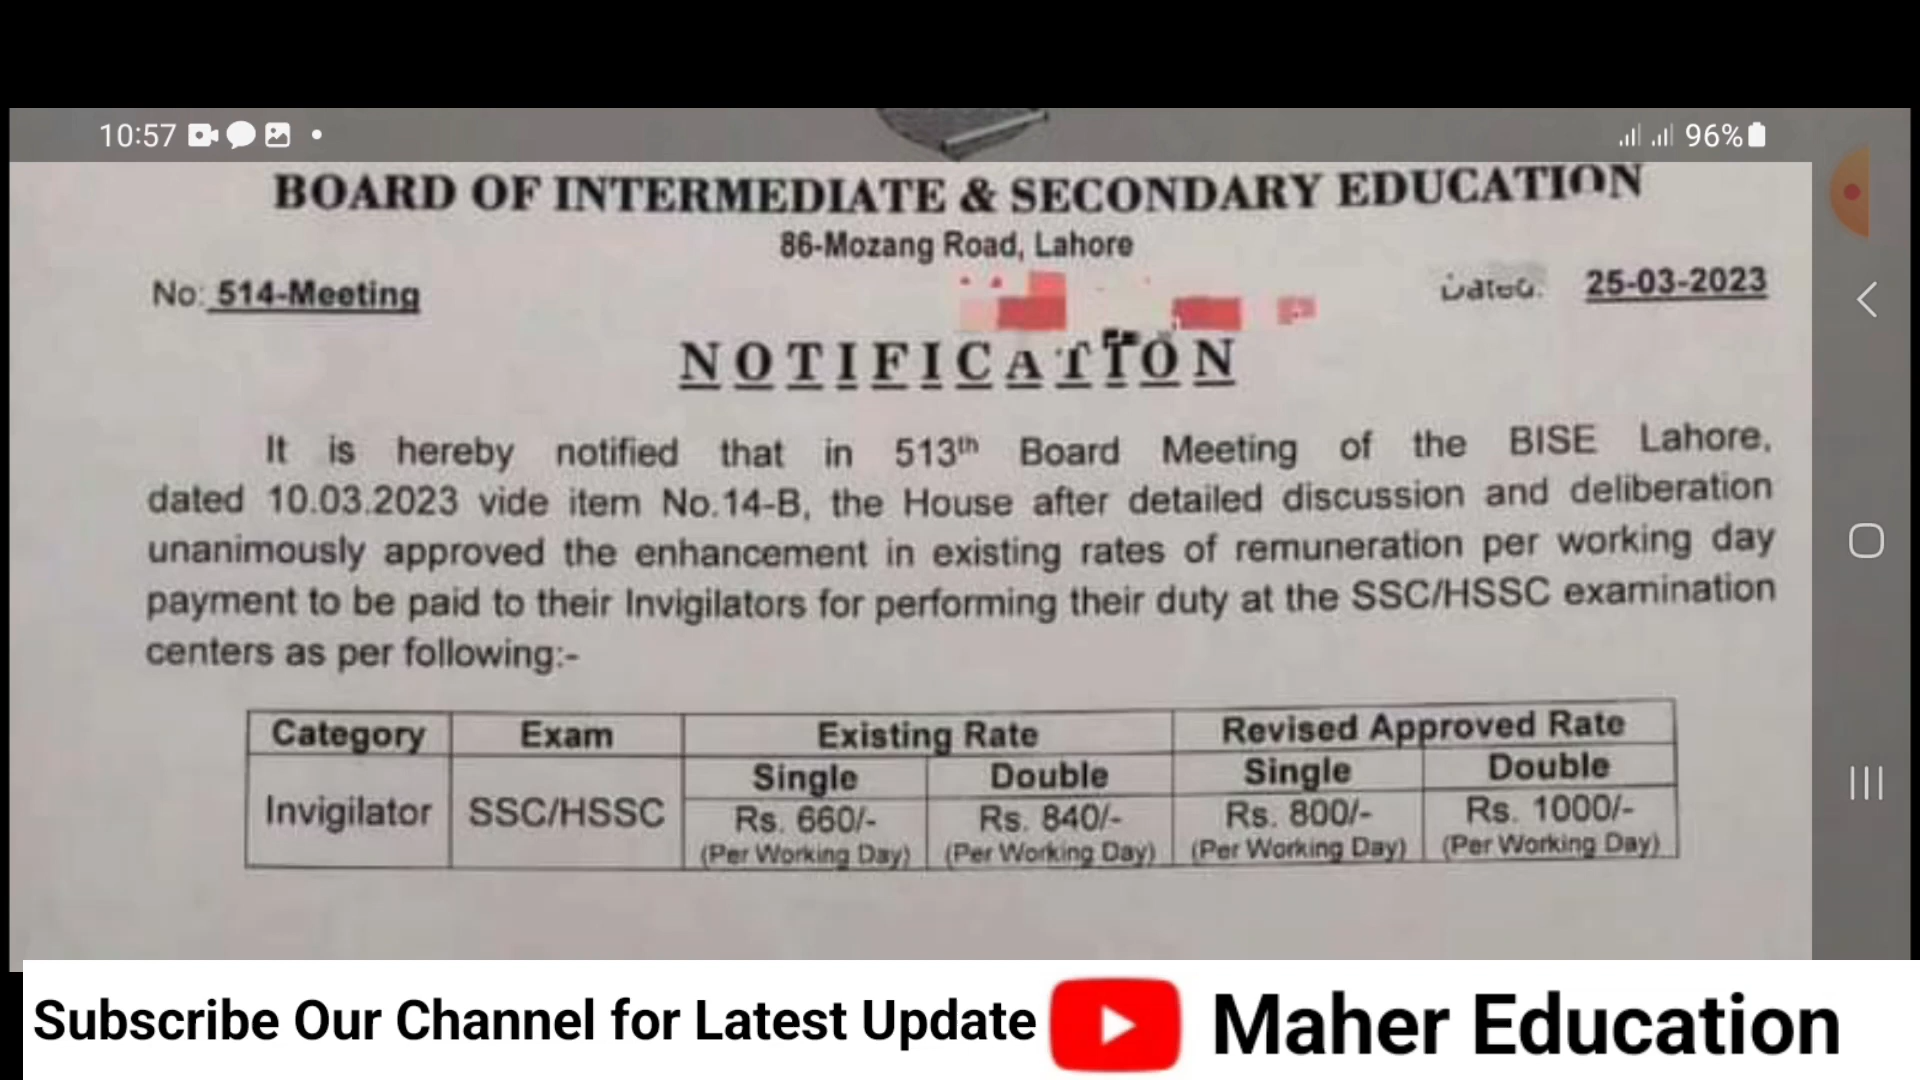 10:57
96%
BOARD OF INTERMEDIATE & SECONDARY EDUCATION
86-Mozang Road, Lahore
No: 514-Meeting
Dated: 25-03-2023
NOTIFICATION
It is hereby notified that in 513th Board Meeting of the BISE Lahore,
dated 10.03.2023 vide item No.14-B, the House after detailed discussion and deliberation
unanimously approved the enhancement in existing rates of remuneration per working day
payment to be paid to their Invigilators for performing their duty at the SSC/HSSC examination
centers as per following:-
Category Exam Existing Rate Revised Approved Rate
Single Double Single Double
Invigilator SSC/HSSC Rs. 660/- Rs. 840/- Rs. 800/- Rs. 1000/-
(Per Working Day) (Per Working Day) (Per Working Day) (Per Working Day)
Subscribe Our Channel for Latest Update Maher Education